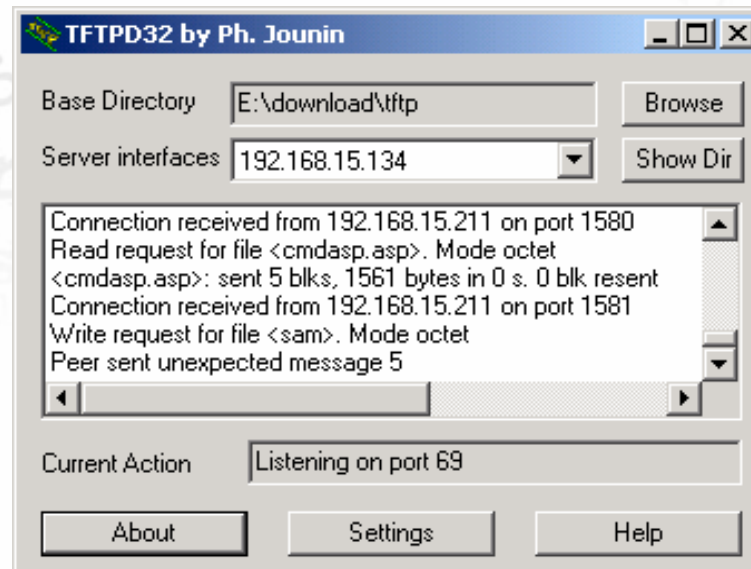 TFTPD32 by Ph. Jounin
Base Directory E:\download\tftp Browse
Server interfaces 192.168.15.134 Show Dir
Connection received from 192.168.15.211 on port 1580
Read request for file <cmdasp.asp>. Mode octet
<cmdasp.asp>: sent 5 blks, 1561 bytes in 0 s. 0 blk resent
Connection received from 192.168.15.211 on port 1581
Write request for file <sam>. Mode octet
Peer sent unexpected message 5
Current Action Listening on port 69
About Settings Help